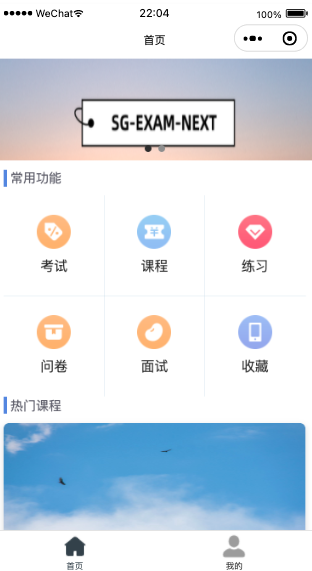 WeChat 22:04 100%
首页
SG-EXAM-NEXT
常用功能
考试 课程 练习
问卷 面试 收藏
热门课程
首页 我的